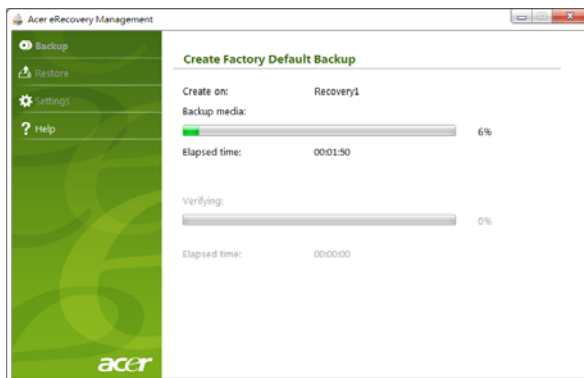 Acer eRecovery Management
Backup
Restore
Settings
? Help
Create Factory Default Backup
Create on: Recovery1
Backup media:
6%
Elapsed time: 00:01:50
Verifying:
0%
Elapsed time: 00:00:00
acer